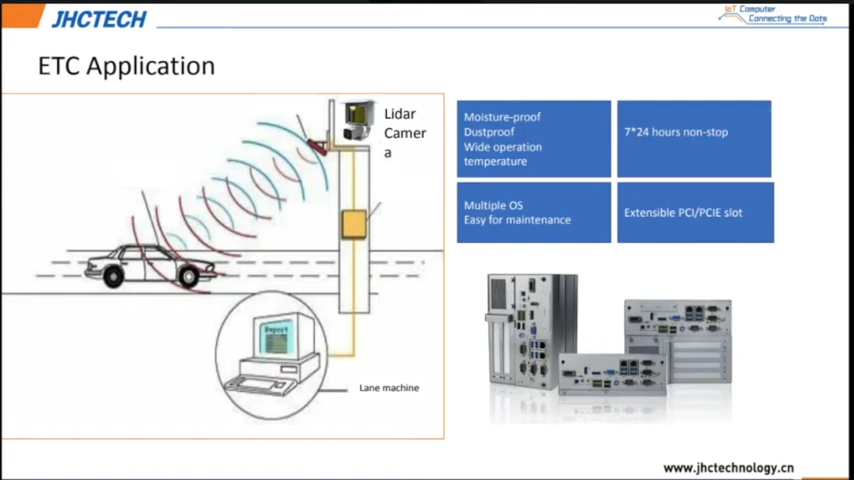 JHCTECH
IoT Computer
Connecting the Dots
ETC Application
Lidar
Camer
a
Report
Lane machine
Moisture-proof
Dustproof
Wide operation
temperature
7*24 hours non-stop
Multiple OS
Easy for maintenance
Extensible PCI/PCIE slot
www.jhctechnology.cn